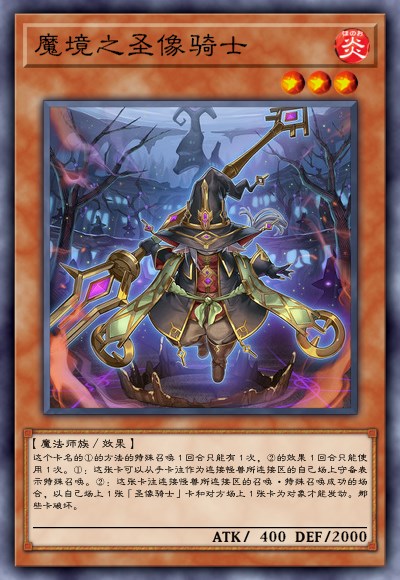 魔境之圣像骑士
炎
ほのお
【魔法师族／效果】
这个卡名的①的方法的特殊召唤1回合只能有1次，②的效果1回合只能使
用1次。①：这张卡可以从手卡往作为连接怪兽所连接区的自己场上守备表
示特殊召唤。②：这张卡往连接怪兽所连接区的召唤·特殊召唤成功的场
合，以自己场上1张「圣像骑士」卡和对方场上1张卡为对象才能发动。那
些卡破坏。
ATK/ 400 DEF/2000